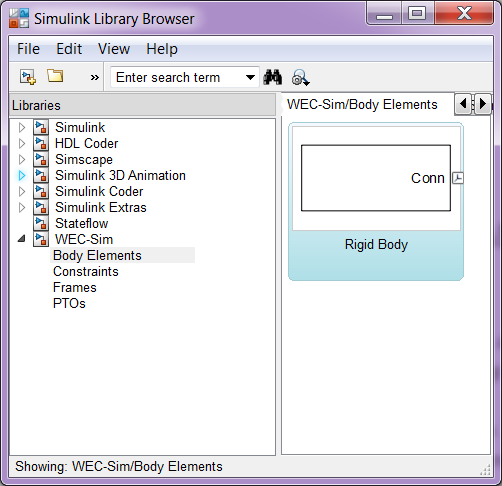 Simulink Library Browser
File Edit View Help
» Enter search term
Libraries
WEC-Sim/Body Elements
Simulink
HDL Coder
Simscape
Simulink 3D Animation
Simulink Coder
Simulink Extras
Stateflow
WEC-Sim
Body Elements
Constraints
Frames
PTOs
Conn
Rigid Body
Showing: WEC-Sim/Body Elements